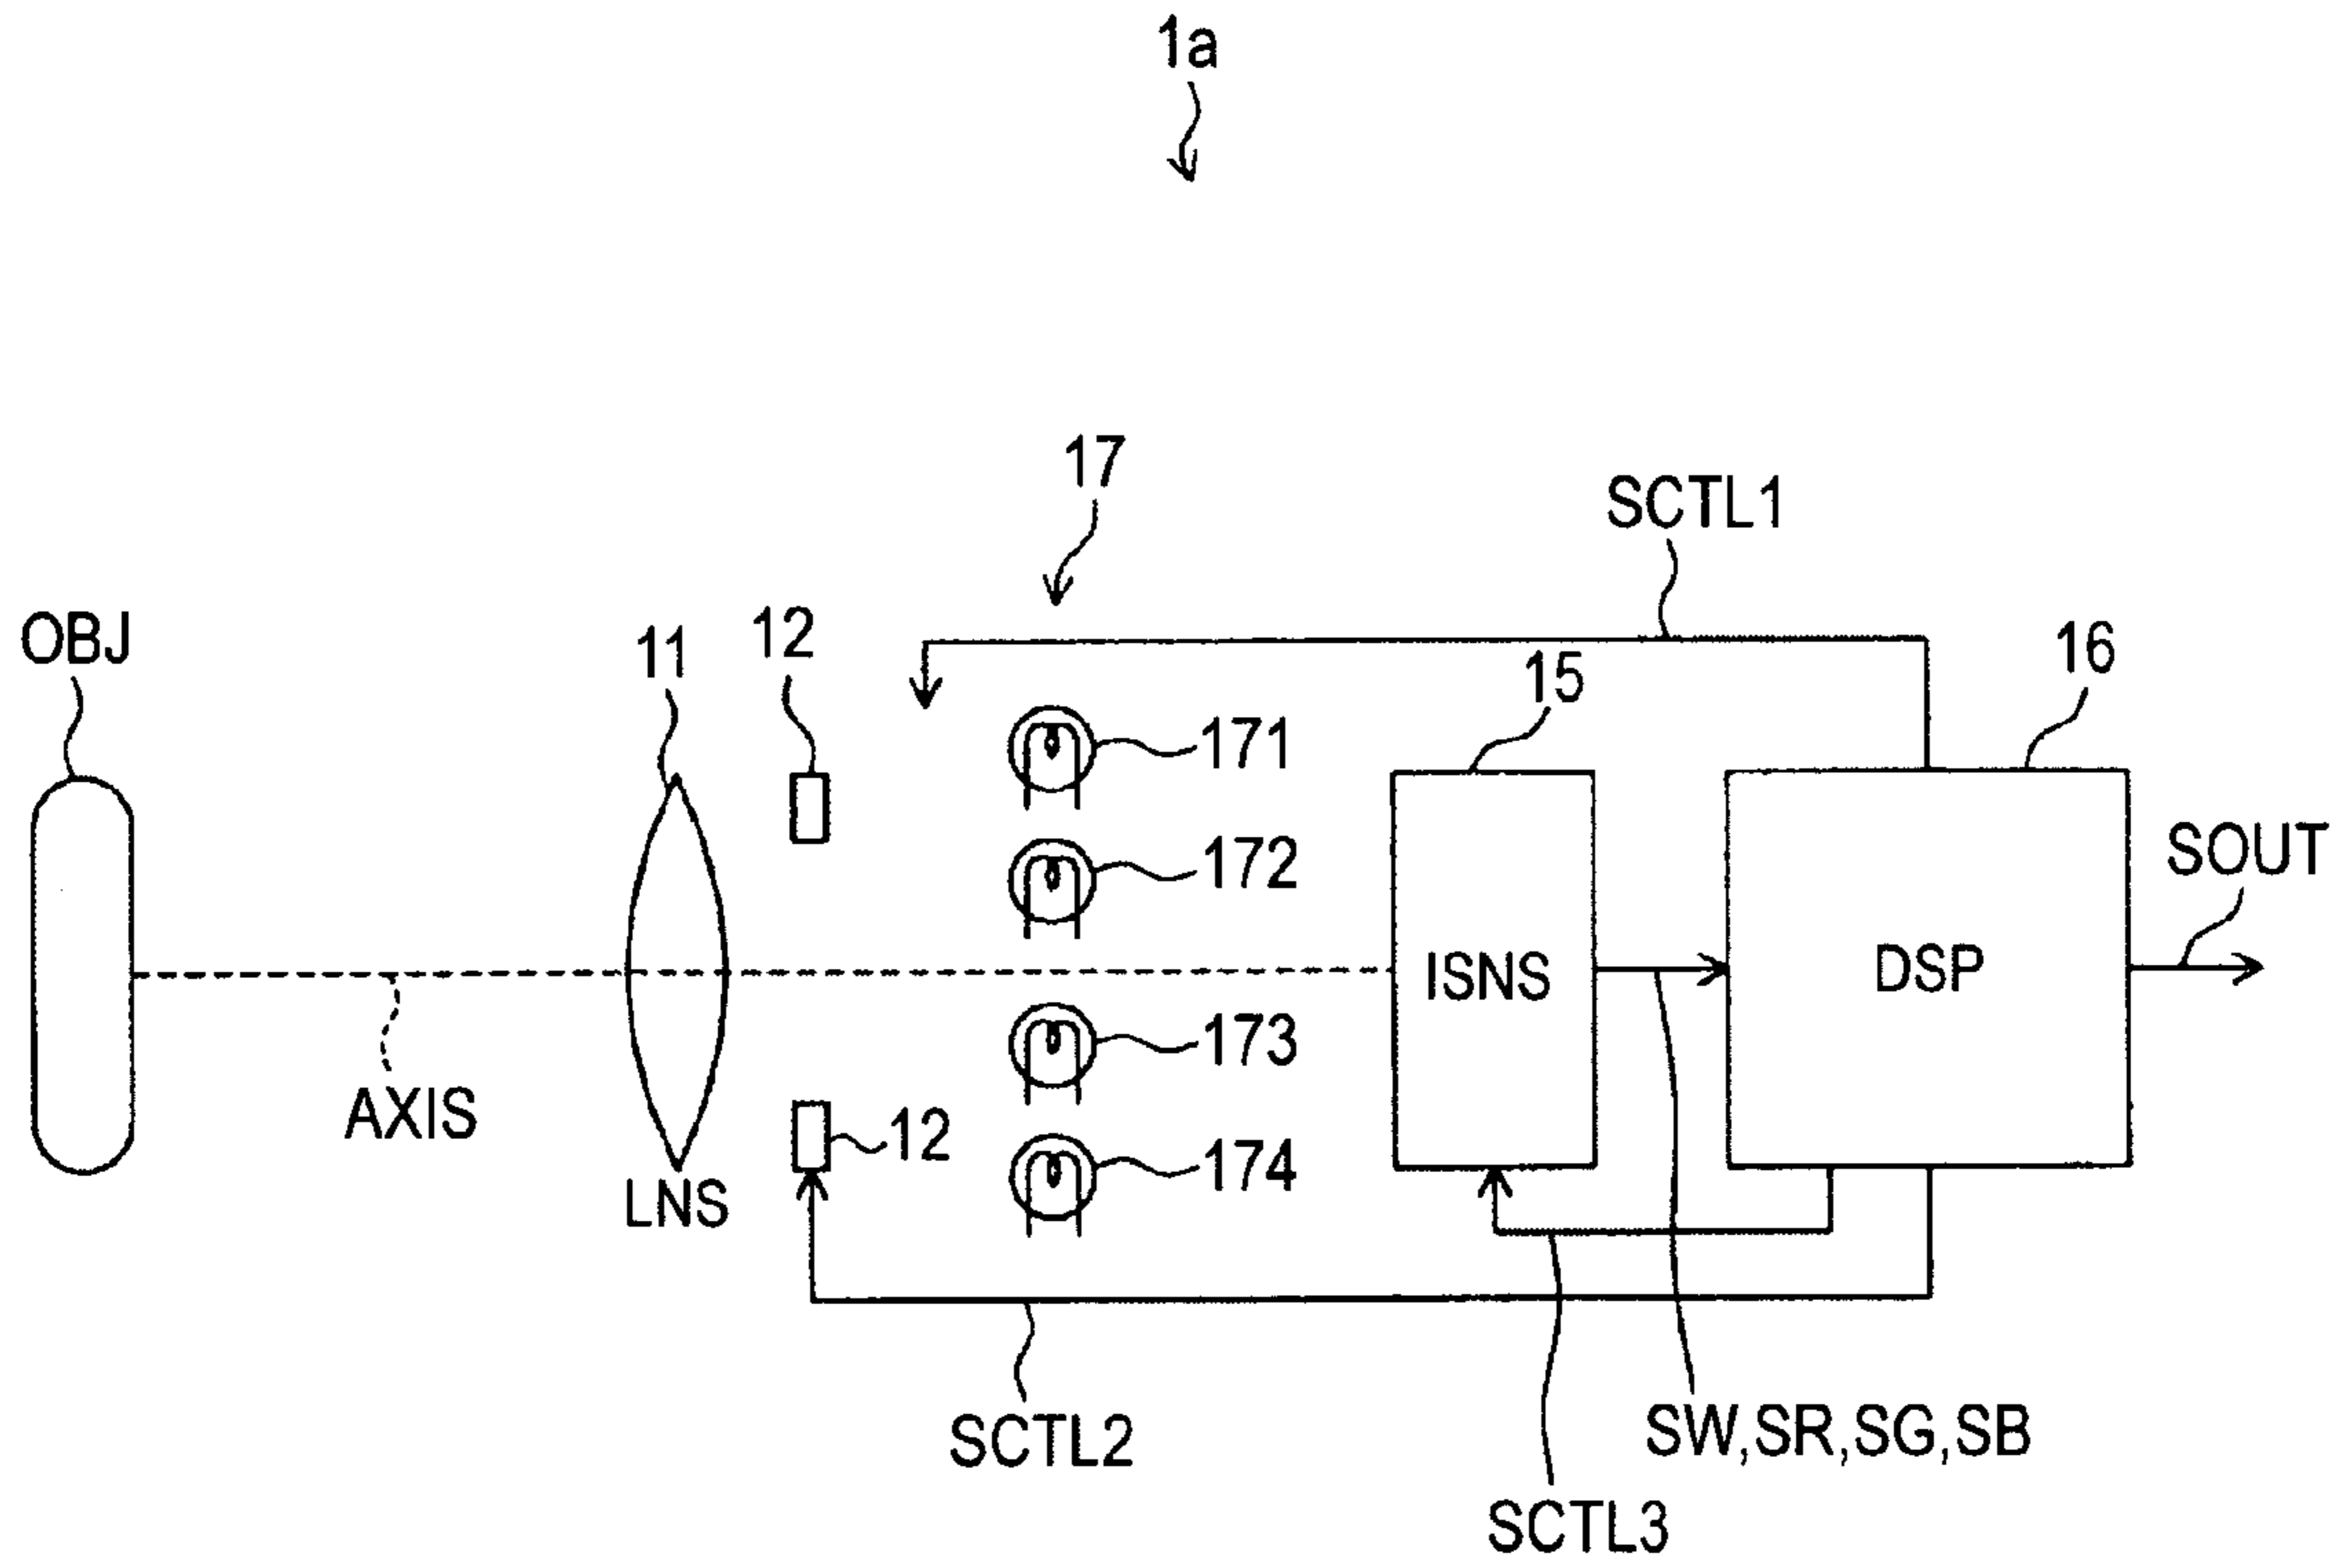 1a
17
SCTL1
OBJ
11
12
15
16
171
172
SOUT
ISNS
DSP
173
AXIS
12
174
LNS
SCTL2
SW,SR,SG,SB
SCTL3